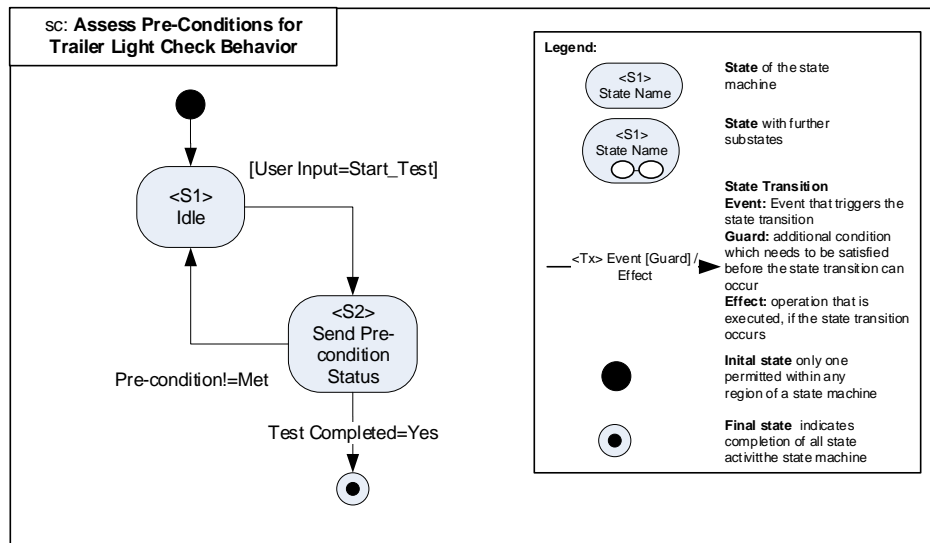 sc: Assess Pre-Conditions for
Trailer Light Check Behavior
[User Input=Start_Test]
<S1>
Idle
<S2>
Send Pre-
condition
Status
Pre-condition!=Met
Test Completed=Yes
Legend:
<S1>
State Name
State of the state
machine
<S1>
State Name
State with further
substates
State Transition
Event: Event that triggers the
state transition
Guard: additional condition
which needs to be satisfied
before the state transition can
occur
Effect: operation that is
executed, if the state transition
occurs
<Tx> Event [Guard] /
Effect
Inital state only one
permitted within any
region of a state machine
Final state indicates
completion of all state
activitthe state machine